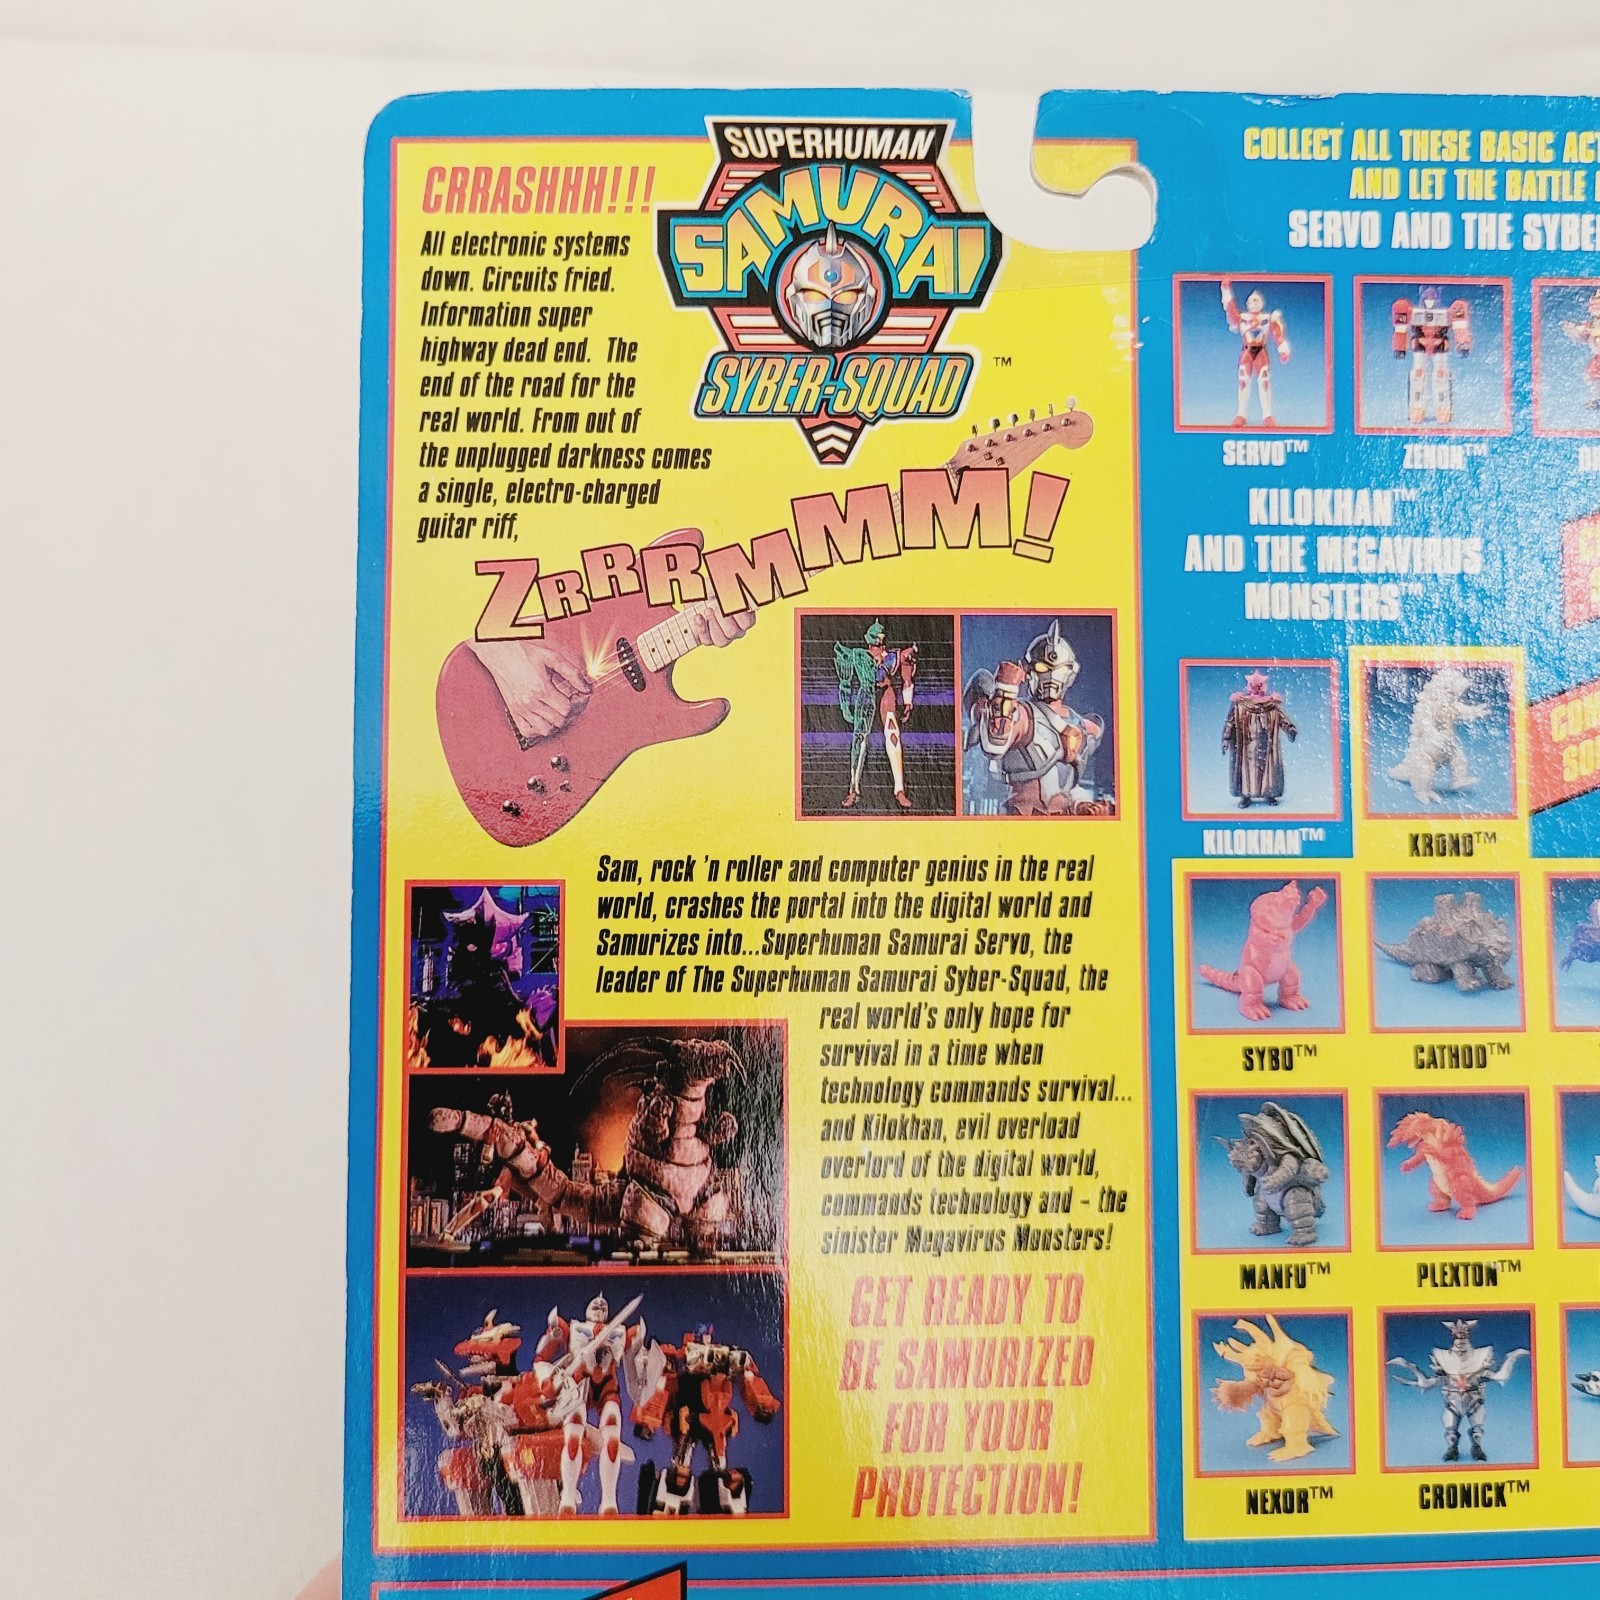 CRRASHHH!!!
All electronic systems
down. Circuits fried.
Information super
highway dead end. The
end of the road for the
real world. From out of
the unplugged darkness comes
a single, electro-charged
guitar riff,
SUPERHUMAN
SAMURAI
SYBER-SQUAD ™
ZRRRMMMM!
Sam, rock 'n roller and computer genius in the real
world, crashes the portal into the digital world and
Samurizes into...Superhuman Samurai Servo, the
leader of The Superhuman Samurai Syber-Squad, the
real world's only hope for
survival in a time when
technology commands survival...
and Kilokhan, evil overload
overlord of the digital world,
commands technology and - the
sinister Megavirus Monsters!
GET READY TO
BE SAMURIZED
FOR YOUR
PROTECTION!
COLLECT ALL THESE BASIC
AND LET THE BATTLE
SERVO AND THE
SERVO™
ZENON™
KILOKHAN™
AND THE MEGAVIRUS
MONSTERS™
KILOKHAN™
KRONO™
SYBO™
CATHOD™
MANFU™
PLEXTON™
NEXOR™
CRONICK™